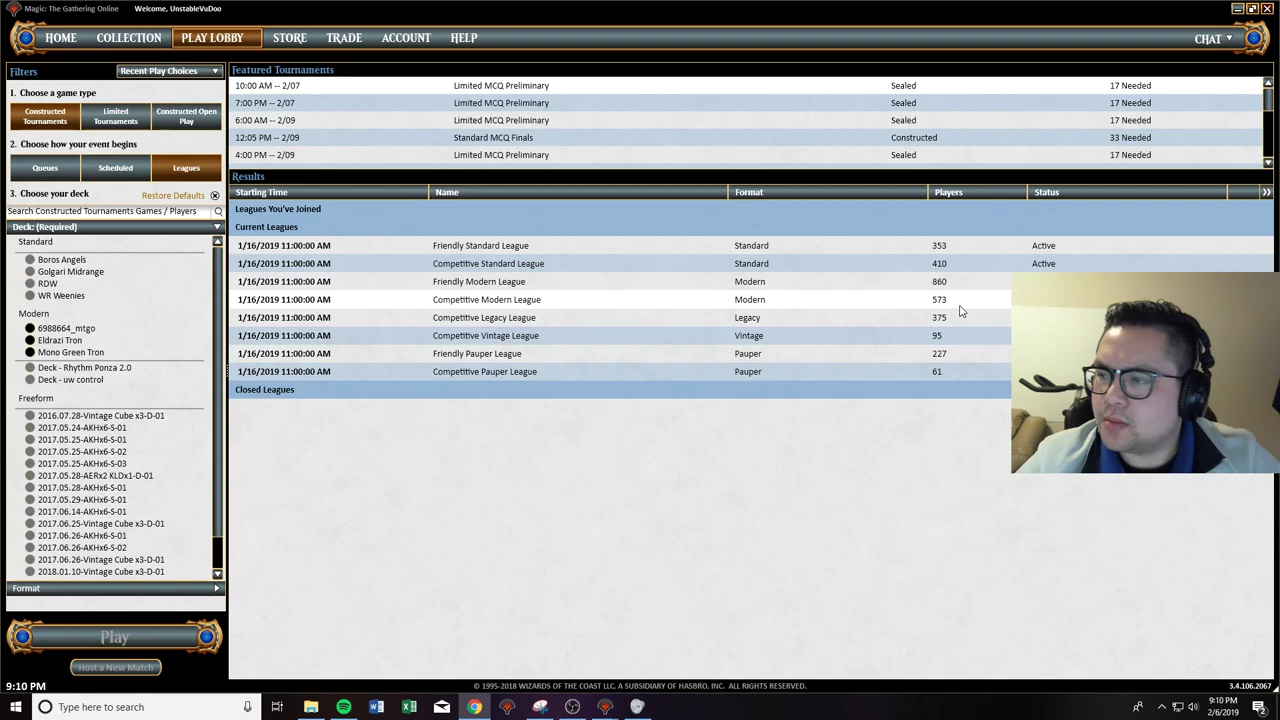 Magic: The Gathering Online Welcome, UnstableVuDoo
HOME COLLECTION PLAY LOBBY STORE TRADE ACCOUNT HELP CHAT
Filters Recent Play Choices
1. Choose a game type
Constructed Tournaments Limited Tournaments Constructed Open Play
2. Choose how your event begins
Queues Scheduled Leagues
3. Choose your deck Restore Defaults
Search Constructed Tournaments Games / Players
Deck: (Required)
Standard
Boros Angels
Golgari Midrange
RDW
WR Weenies
Modern
6988664_mtgo
Eldrazi Tron
Mono Green Tron
Deck - Rhythm Ponza 2.0
Deck - uw control
Freeform
2016.07.28-Vintage Cube x3-D-01
2017.05.24-AKHx6-S-01
2017.05.25-AKHx6-S-01
2017.05.25-AKHx6-S-02
2017.05.25-AKHx6-S-03
2017.05.28-AERx2 KLDx1-D-01
2017.05.28-AKHx6-S-01
2017.05.29-AKHx6-S-01
2017.06.14-AKHx6-S-01
2017.06.25-Vintage Cube x3-D-01
2017.06.26-AKHx6-S-01
2017.06.26-AKHx6-S-02
2017.06.26-Vintage Cube x3-D-01
2018.01.10-Vintage Cube x3-D-01
Format
Play
Host a New Match
9:10 PM
Featured Tournaments
10:00 AM -- 2/07 Limited MCQ Preliminary Sealed 17 Needed
7:00 PM -- 2/07 Limited MCQ Preliminary Sealed 17 Needed
6:00 AM -- 2/09 Limited MCQ Preliminary Sealed 17 Needed
12:05 PM -- 2/09 Standard MCQ Finals Constructed 33 Needed
4:00 PM -- 2/09 Limited MCQ Preliminary Sealed 17 Needed
Results
Starting Time Name Format Players Status
Leagues You've Joined
Current Leagues
1/16/2019 11:00:00 AM Friendly Standard League Standard 353 Active
1/16/2019 11:00:00 AM Competitive Standard League Standard 410 Active
1/16/2019 11:00:00 AM Friendly Modern League Modern 860
1/16/2019 11:00:00 AM Competitive Modern League Modern 573
1/16/2019 11:00:00 AM Competitive Legacy League Legacy 375
1/16/2019 11:00:00 AM Competitive Vintage League Vintage 95
1/16/2019 11:00:00 AM Friendly Pauper League Pauper 227
1/16/2019 11:00:00 AM Competitive Pauper League Pauper 61
Closed Leagues
© 1995-2018 WIZARDS OF THE COAST LLC, A SUBSIDIARY OF HASBRO, INC. ALL RIGHTS RESERVED. 3.4.106.2067
Type here to search
9:10 PM
2/6/2019